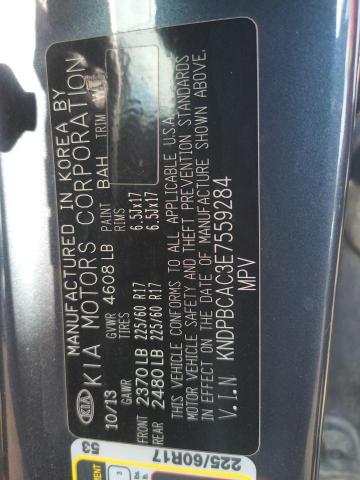 KIA
MANUFACTURED IN KOREA BY
KIA MOTORS CORPORATION
10/13 GVWR 4608 LB PAINT BAH TRIM
GAWR TIRES RIMS
FRONT 2370 LB 225/60 R17 6.5Jx17
REAR 2480 LB 225/60 R17 6.5Jx17
THIS VEHICLE CONFORMS TO ALL APPLICABLE U.S.A.
MOTOR VEHICLE SAFETY AND THEFT PREVENTION STANDARDS
IN EFFECT ON THE DATE OF MANUFACTURE SHOWN ABOVE.
V.I.N KNDPBCAC3E7559284
MPV
53
225/60R17
3